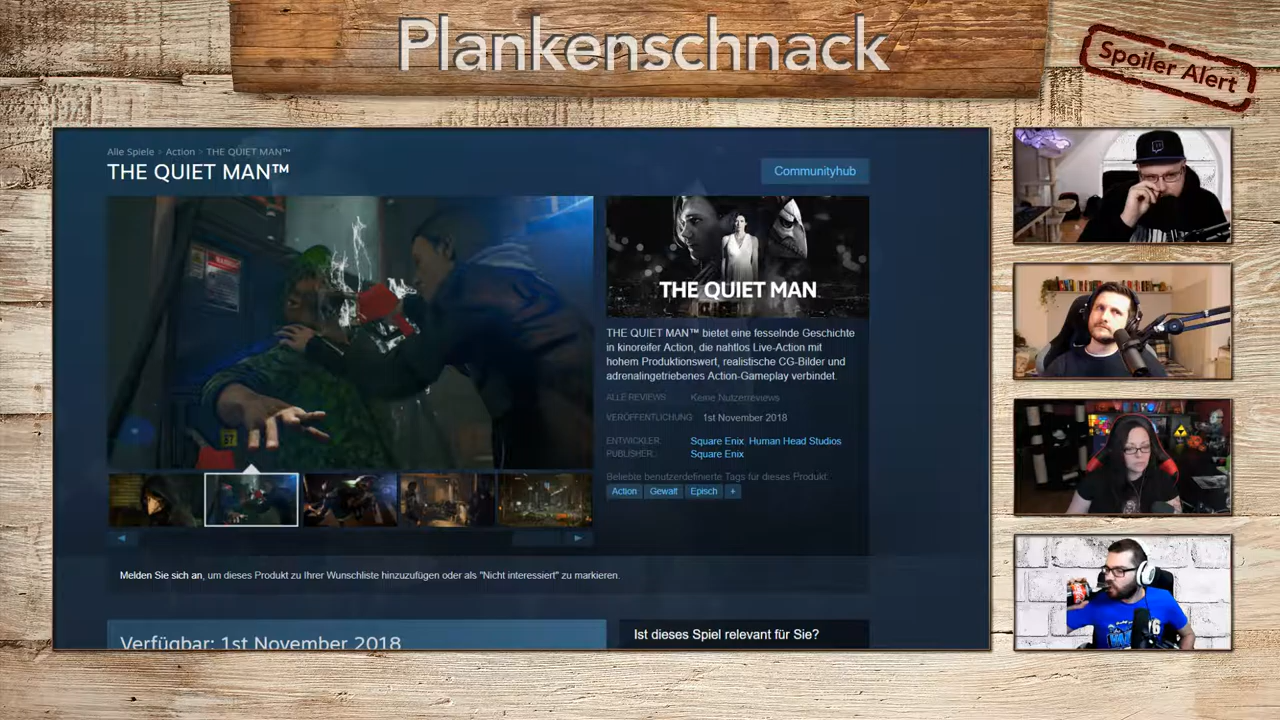 Plankenschnack
Spoiler Alert
Alle Spiele > Action > THE QUIET MAN™
THE QUIET MAN™
Communityhub
THE QUIET MAN
THE QUIET MAN™ bietet eine fesselnde Geschichte
in kinoreifer Action, die nahtlos Live-Action mit
hohem Produktionswert, realistische CG-Bilder und
adrenalingetriebenes Action-Gameplay verbindet.
ALLE REVIEWS Keine Nutzerreviews
VERÖFFENTLICHUNG 1st November 2018
ENTWICKLER: Square Enix Human Head Studios
PUBLISHER: Square Enix
Beliebte benutzerdefinierte Tags für dieses Produkt:
Action Gewalt Episch +
Melden Sie sich an, um dieses Produkt zu Ihrer Wunschliste hinzuzufügen oder als "Nicht interessiert" zu markieren.
Verfügbar: 1st November 2018
Ist dieses Spiel relevant für Sie?